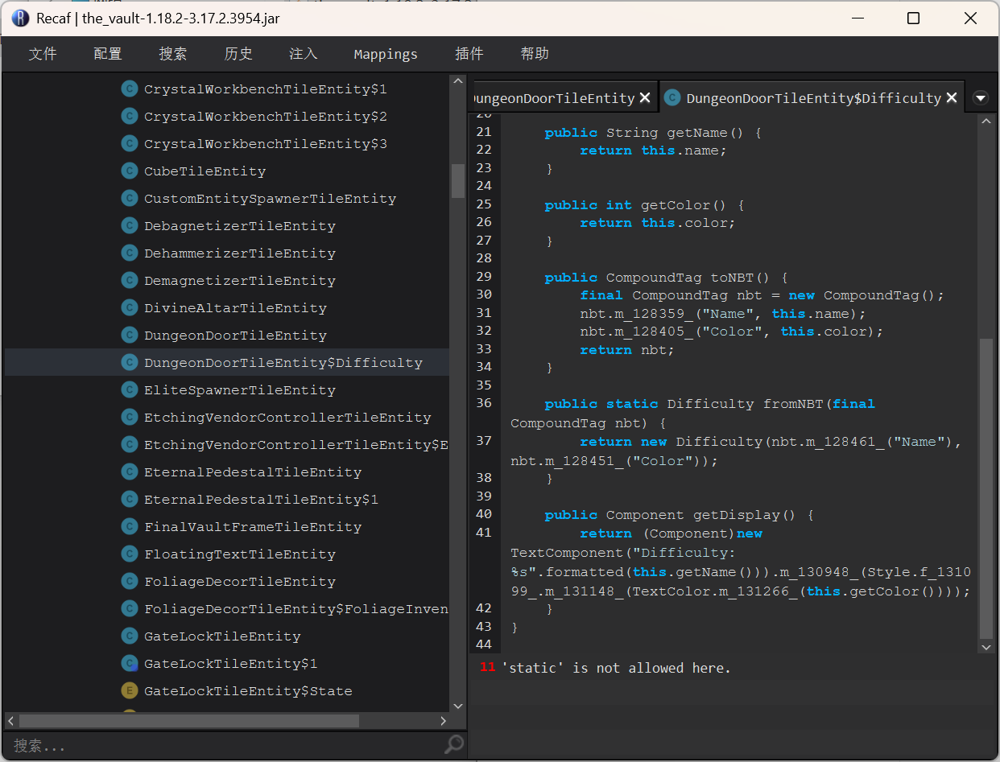 Recaf | the_vault-1.18.2-3.17.2.3954.jar
文件 配置 搜索 历史 注入 Mappings 插件 帮助
CrystalWorkbenchTileEntity$1
CrystalWorkbenchTileEntity$2
CrystalWorkbenchTileEntity$3
CubeTileEntity
CustomEntitySpawnerTileEntity
DebagnetizerTileEntity
DehammerizerTileEntity
DemagnetizerTileEntity
DivineAltarTileEntity
DungeonDoorTileEntity
DungeonDoorTileEntity$Difficulty
EliteSpawnerTileEntity
EtchingVendorControllerTileEntity
EtchingVendorControllerTileEntity$E
EternalPedestalTileEntity
EternalPedestalTileEntity$1
FinalVaultFrameTileEntity
FloatingTextTileEntity
FoliageDecorTileEntity
FoliageDecorTileEntity$FoliageInven
GateLockTileEntity
GateLockTileEntity$1
GateLockTileEntity$State
搜索...
ungeonDoorTileEntity DungeonDoorTileEntity$Difficulty
20
21 public String getName() {
22 return this.name;
23 }
24
25 public int getColor() {
26 return this.color;
27 }
28
29 public CompoundTag toNBT() {
30 final CompoundTag nbt = new CompoundTag();
31 nbt.m_128359_("Name", this.name);
32 nbt.m_128405_("Color", this.color);
33 return nbt;
34 }
35
36 public static Difficulty fromNBT(final
CompoundTag nbt) {
37 return new Difficulty(nbt.m_128461_("Name"),
nbt.m_128451_("Color"));
38 }
39
40 public Component getDisplay() {
41 return (Component)new
TextComponent("Difficulty:
%s".formatted(this.getName())).m_130948_(Style.f_1310
99_.m_131148_(TextColor.m_131266_(this.getColor())));
42 }
43 }
44
11 'static' is not allowed here.